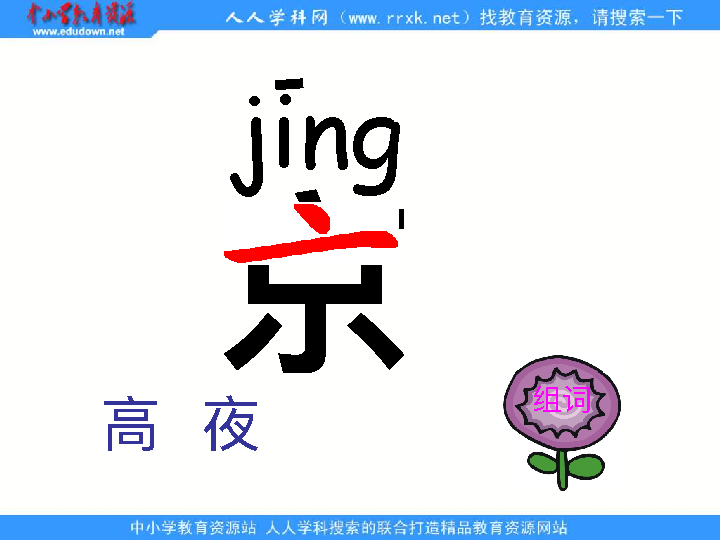 中小学教育资源
www.edudown.net
人人学科网（www.rrxk.net）找教育资源，请搜索一下
jīng
京
高 夜
组词
中小学教育资源站 人人学科搜索的联合打造精品教育资源网站